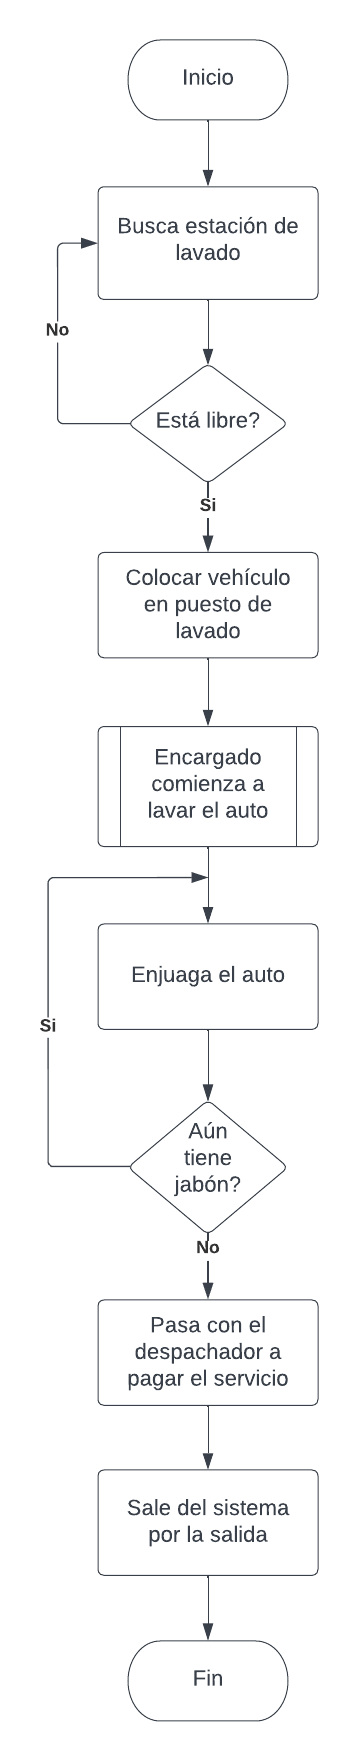 Inicio
Busca estación de
lavado
No
Está libre?
Si
Colocar vehículo
en puesto de
lavado
Encargado
comienza a
lavar el auto
Enjuaga el auto
Si
Aún
tiene
jabón?
No
Pasa con el
despachador a
pagar el servicio
Sale del sistema
por la salida
Fin